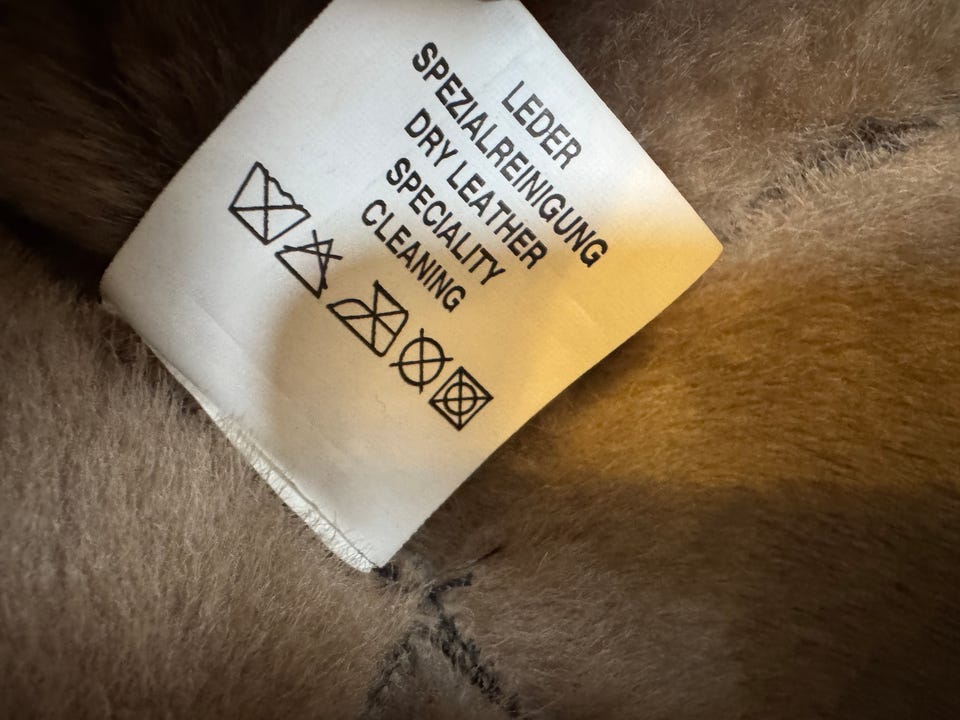 LEDER
SPEZIALREINIGUNG
DRY LEATHER
SPECIALITY
CLEANING